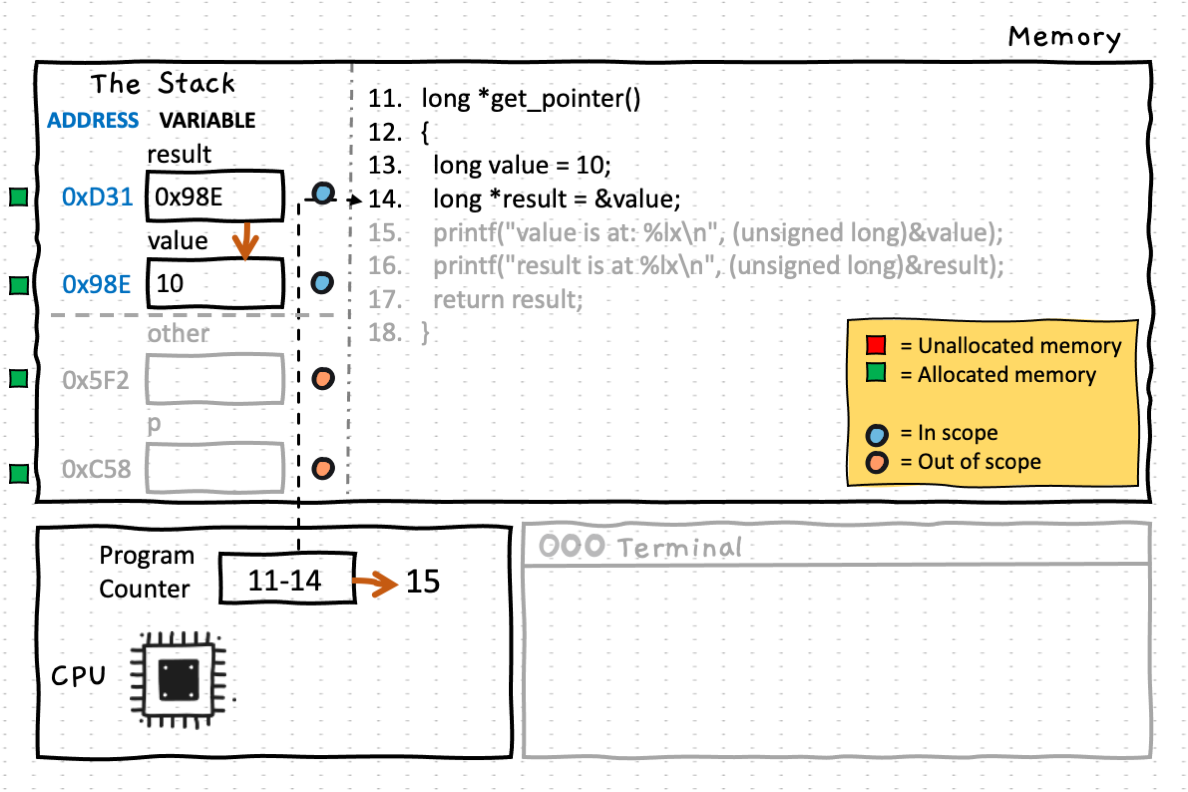 Memory
The Stack
ADDRESS VARIABLE
result
0xD31 0x98E
value
0x98E 10
other
0x5F2
p
0xC58
11. long *get_pointer()
12. {
13. long value = 10;
14. long *result = &value;
15. printf("value is at: %lx\n", (unsigned long)&value);
16. printf("result is at %lx\n", (unsigned long)&result);
17. return result;
18. }
= Unallocated memory
= Allocated memory
= In scope
= Out of scope
Program
Counter
11-14 15
CPU
Terminal